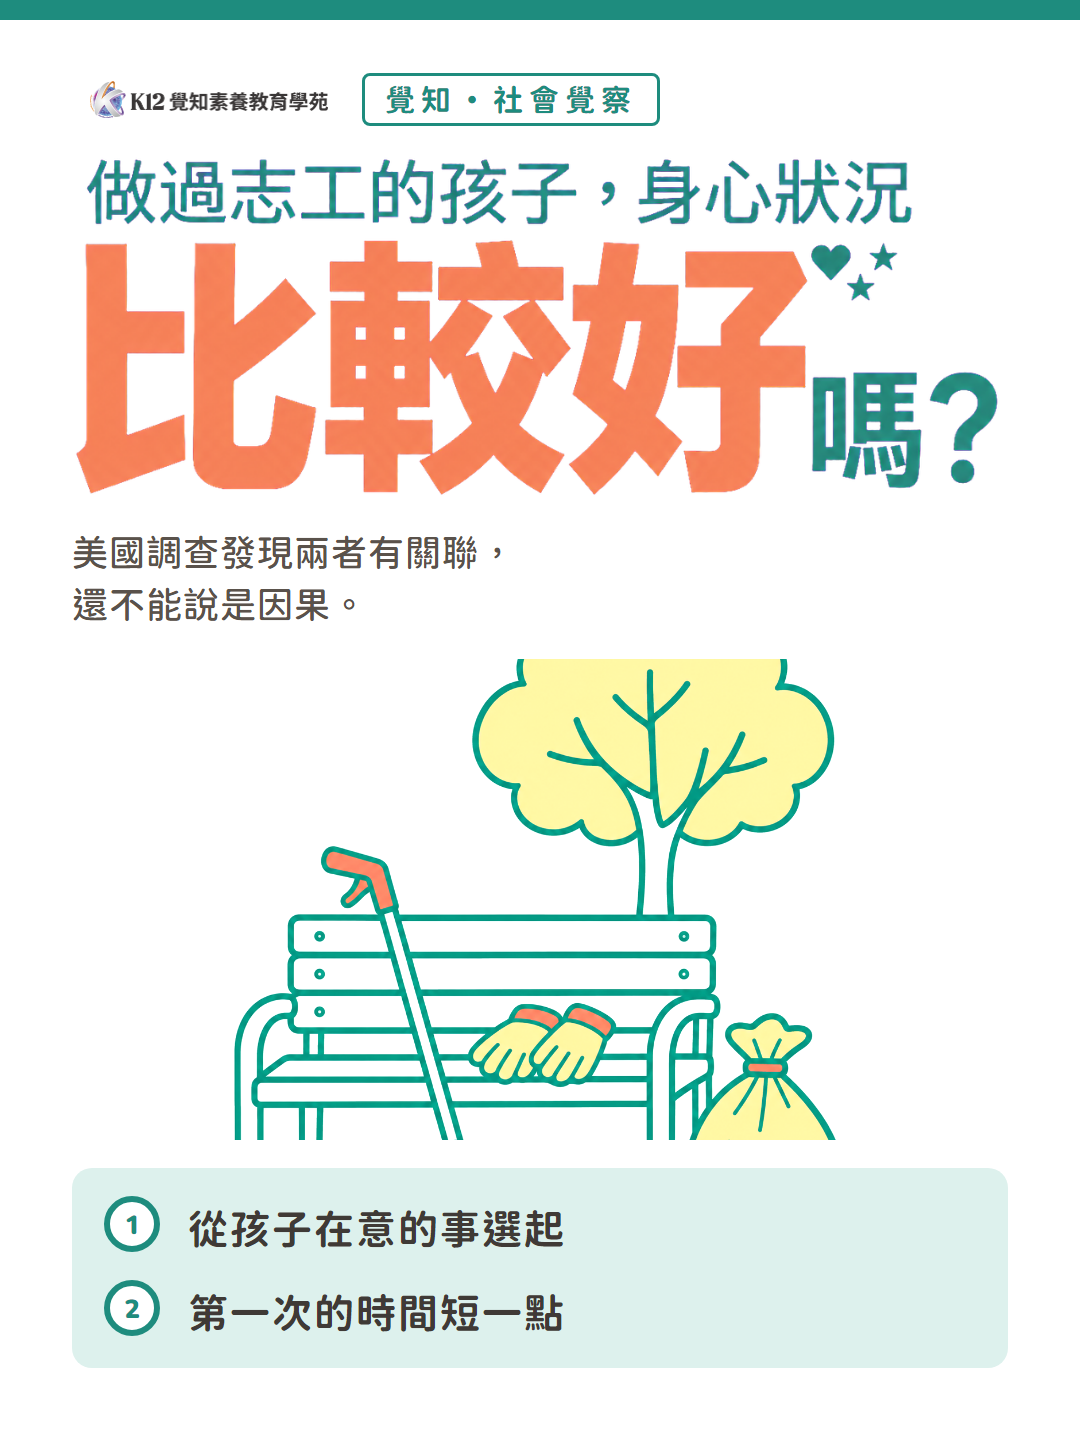 K12 覺知素養教育學苑
覺知・社會覺察
做過志工的孩子，身心狀況
比較好嗎?
美國調查發現兩者有關聯，
還不能說是因果。
1 從孩子在意的事選起
2 第一次的時間短一點